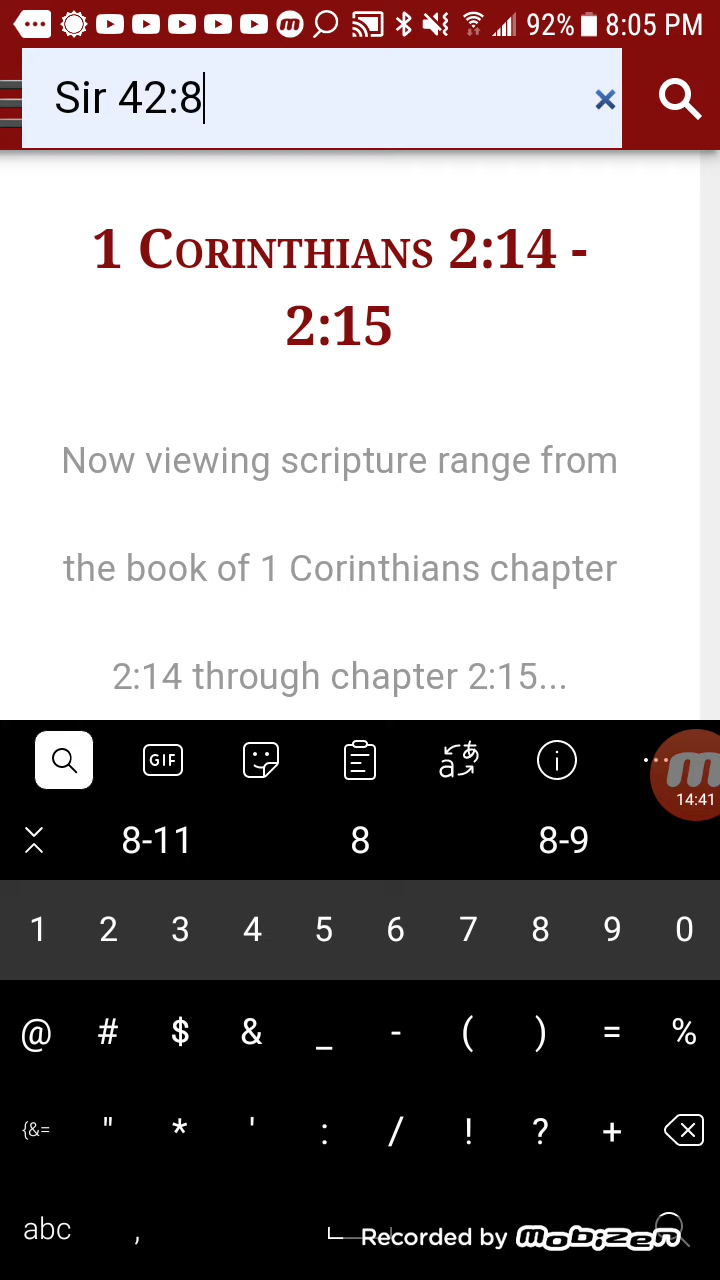 92% 8:05 PM
Sir 42:8
1 Corinthians 2:14 -
2:15
Now viewing scripture range from
the book of 1 Corinthians chapter
2:14 through chapter 2:15...
GIF
aあ
14:41
8-11 8 8-9
1 2 3 4 5 6 7 8 9 0
@ # $ & _ - ( ) = %
{&= " * ' : / ! ? +
abc ,
Recorded by mobizen